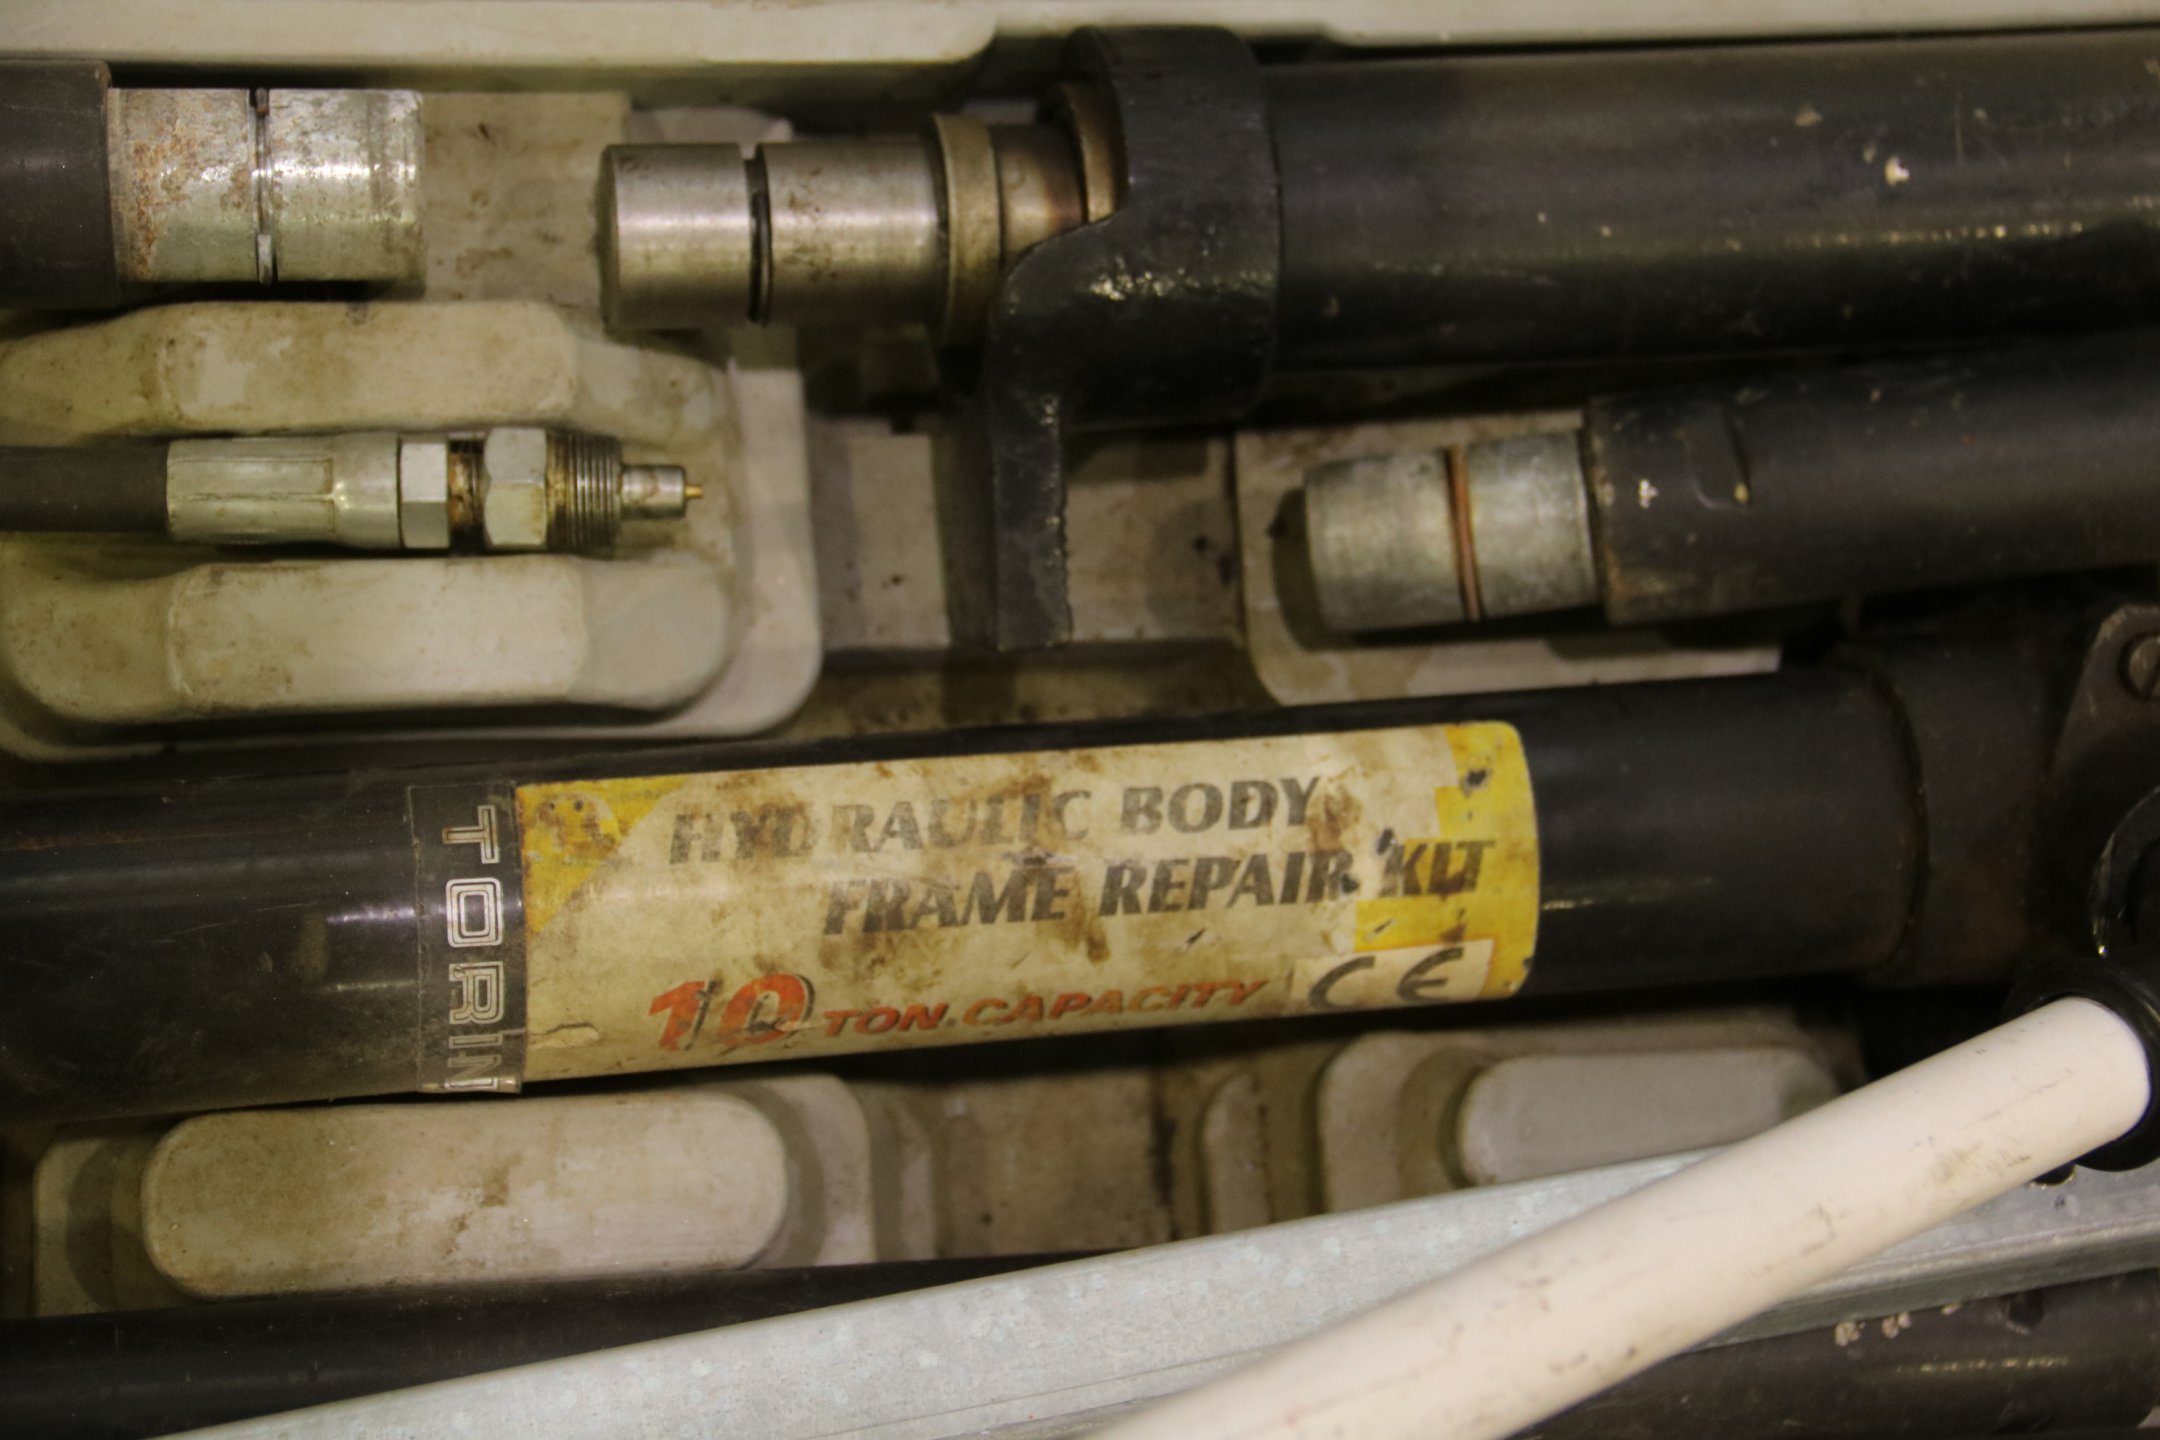 TORIN
HYDRAULIC BODY
FRAME REPAIR KIT
10 TON CAPACITY
CE